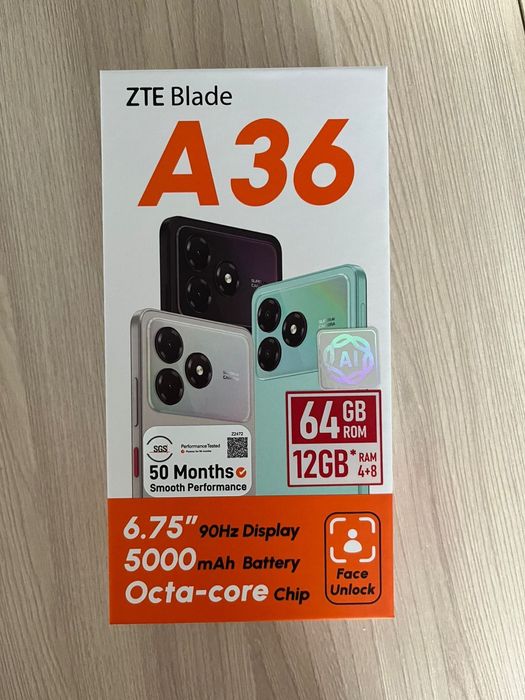 ZTE Blade
A36
AI
64 GB ROM
12GB* RAM 4+8
SGS
Performance Tested
Z2472
50 Months
Smooth Performance
6.75” 90Hz Display
5000mAh Battery
Octa-core Chip
Face
Unlock